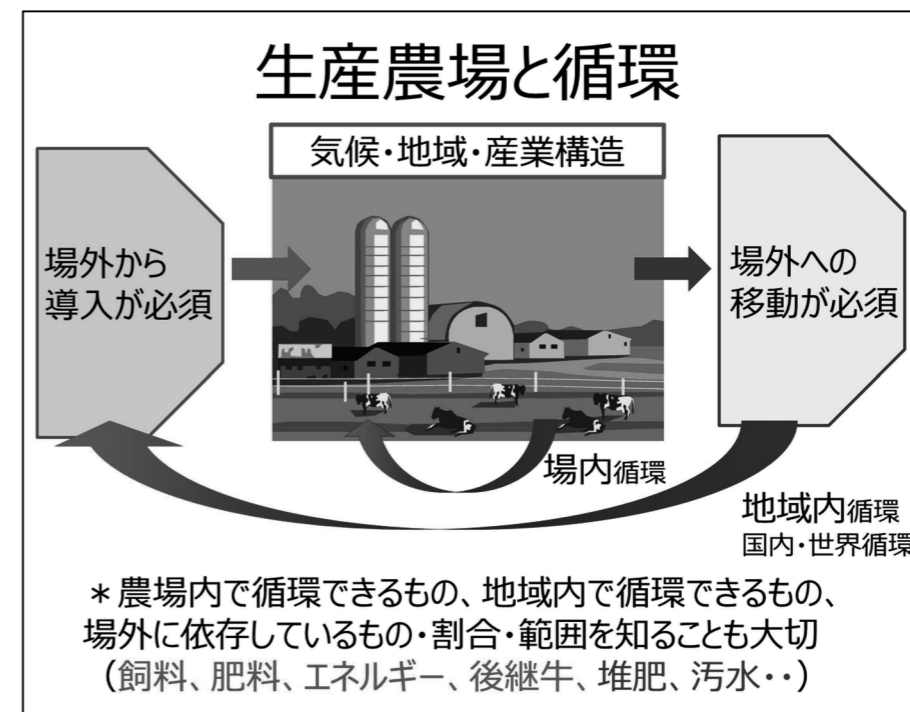 生産農場と循環
気候・地域・産業構造
場外から
導入が必須
場外への
移動が必須
場内循環
地域内循環
国内・世界循環
＊農場内で循環できるもの、地域内で循環できるもの、
場外に依存しているもの・割合・範囲を知ることも大切
（飼料、肥料、エネルギー、後継牛、堆肥、汚水・・）